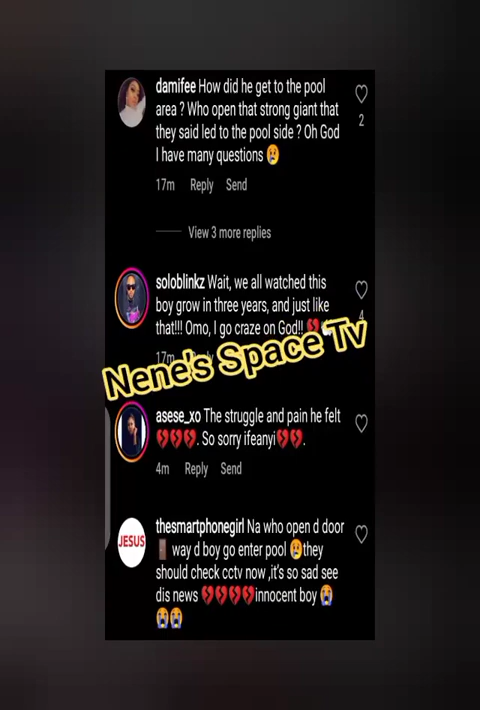 damifee How did he get to the pool
area ? Who open that strong giant that
they said led to the pool side ? Oh God
I have many questions 😢
2
17m Reply Send
View 3 more replies
soloblinkz Wait, we all watched this
boy grow in three years, and just like
that!!! Omo, I go craze on God!! 💔
4
17m
Nene's Space Tv
asese_xo The struggle and pain he felt
💔💔💔. So sorry ifeanyi💔💔.
4m Reply Send
JESUS
thesmartphonegirl Na who open d door
🚪 way d boy go enter pool 😢they
should check cctv now ,it's so sad see
dis news 💔💔💔💔innocent boy 😭
😭😭